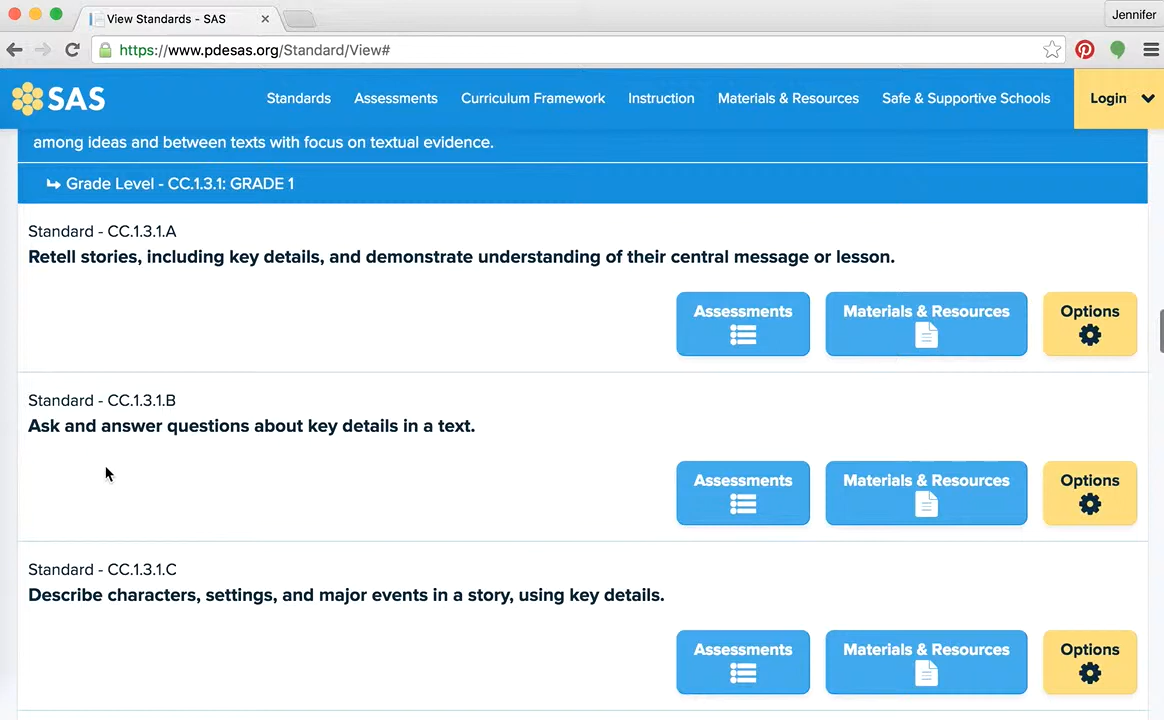 View Standards - SAS
Jennifer
https://www.pdesas.org/Standard/View#
SAS
Standards
Assessments
Curriculum Framework
Instruction
Materials & Resources
Safe & Supportive Schools
Login
among ideas and between texts with focus on textual evidence.
Grade Level - CC.1.3.1: GRADE 1
Standard - CC.1.3.1.A
Retell stories, including key details, and demonstrate understanding of their central message or lesson.
Assessments
Materials & Resources
Options
Standard - CC.1.3.1.B
Ask and answer questions about key details in a text.
Assessments
Materials & Resources
Options
Standard - CC.1.3.1.C
Describe characters, settings, and major events in a story, using key details.
Assessments
Materials & Resources
Options